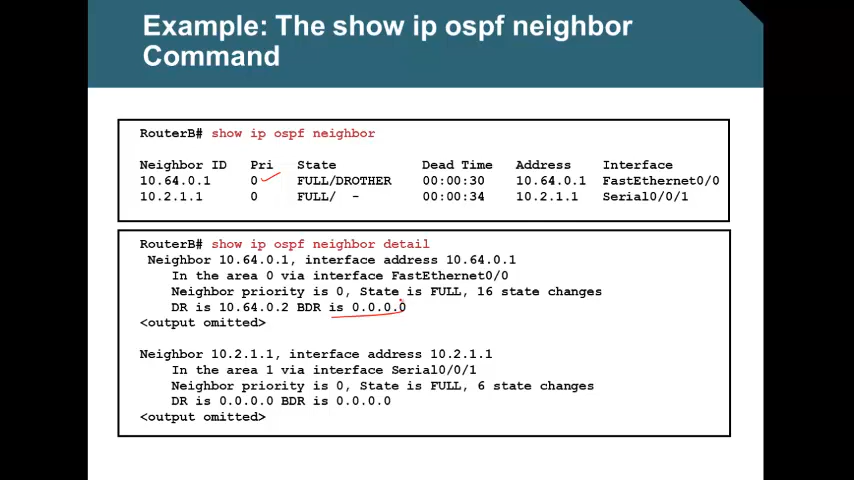 Example: The show ip ospf neighbor
Command
RouterB# show ip ospf neighbor
Neighbor ID Pri State Dead Time Address Interface
10.64.0.1 0 FULL/DROTHER 00:00:30 10.64.0.1 FastEthernet0/0
10.2.1.1 0 FULL/ - 00:00:34 10.2.1.1 Serial0/0/1
RouterB# show ip ospf neighbor detail
Neighbor 10.64.0.1, interface address 10.64.0.1
In the area 0 via interface FastEthernet0/0
Neighbor priority is 0, State is FULL, 16 state changes
DR is 10.64.0.2 BDR is 0.0.0.0
<output omitted>
Neighbor 10.2.1.1, interface address 10.2.1.1
In the area 1 via interface Serial0/0/1
Neighbor priority is 0, State is FULL, 6 state changes
DR is 0.0.0.0 BDR is 0.0.0.0
<output omitted>